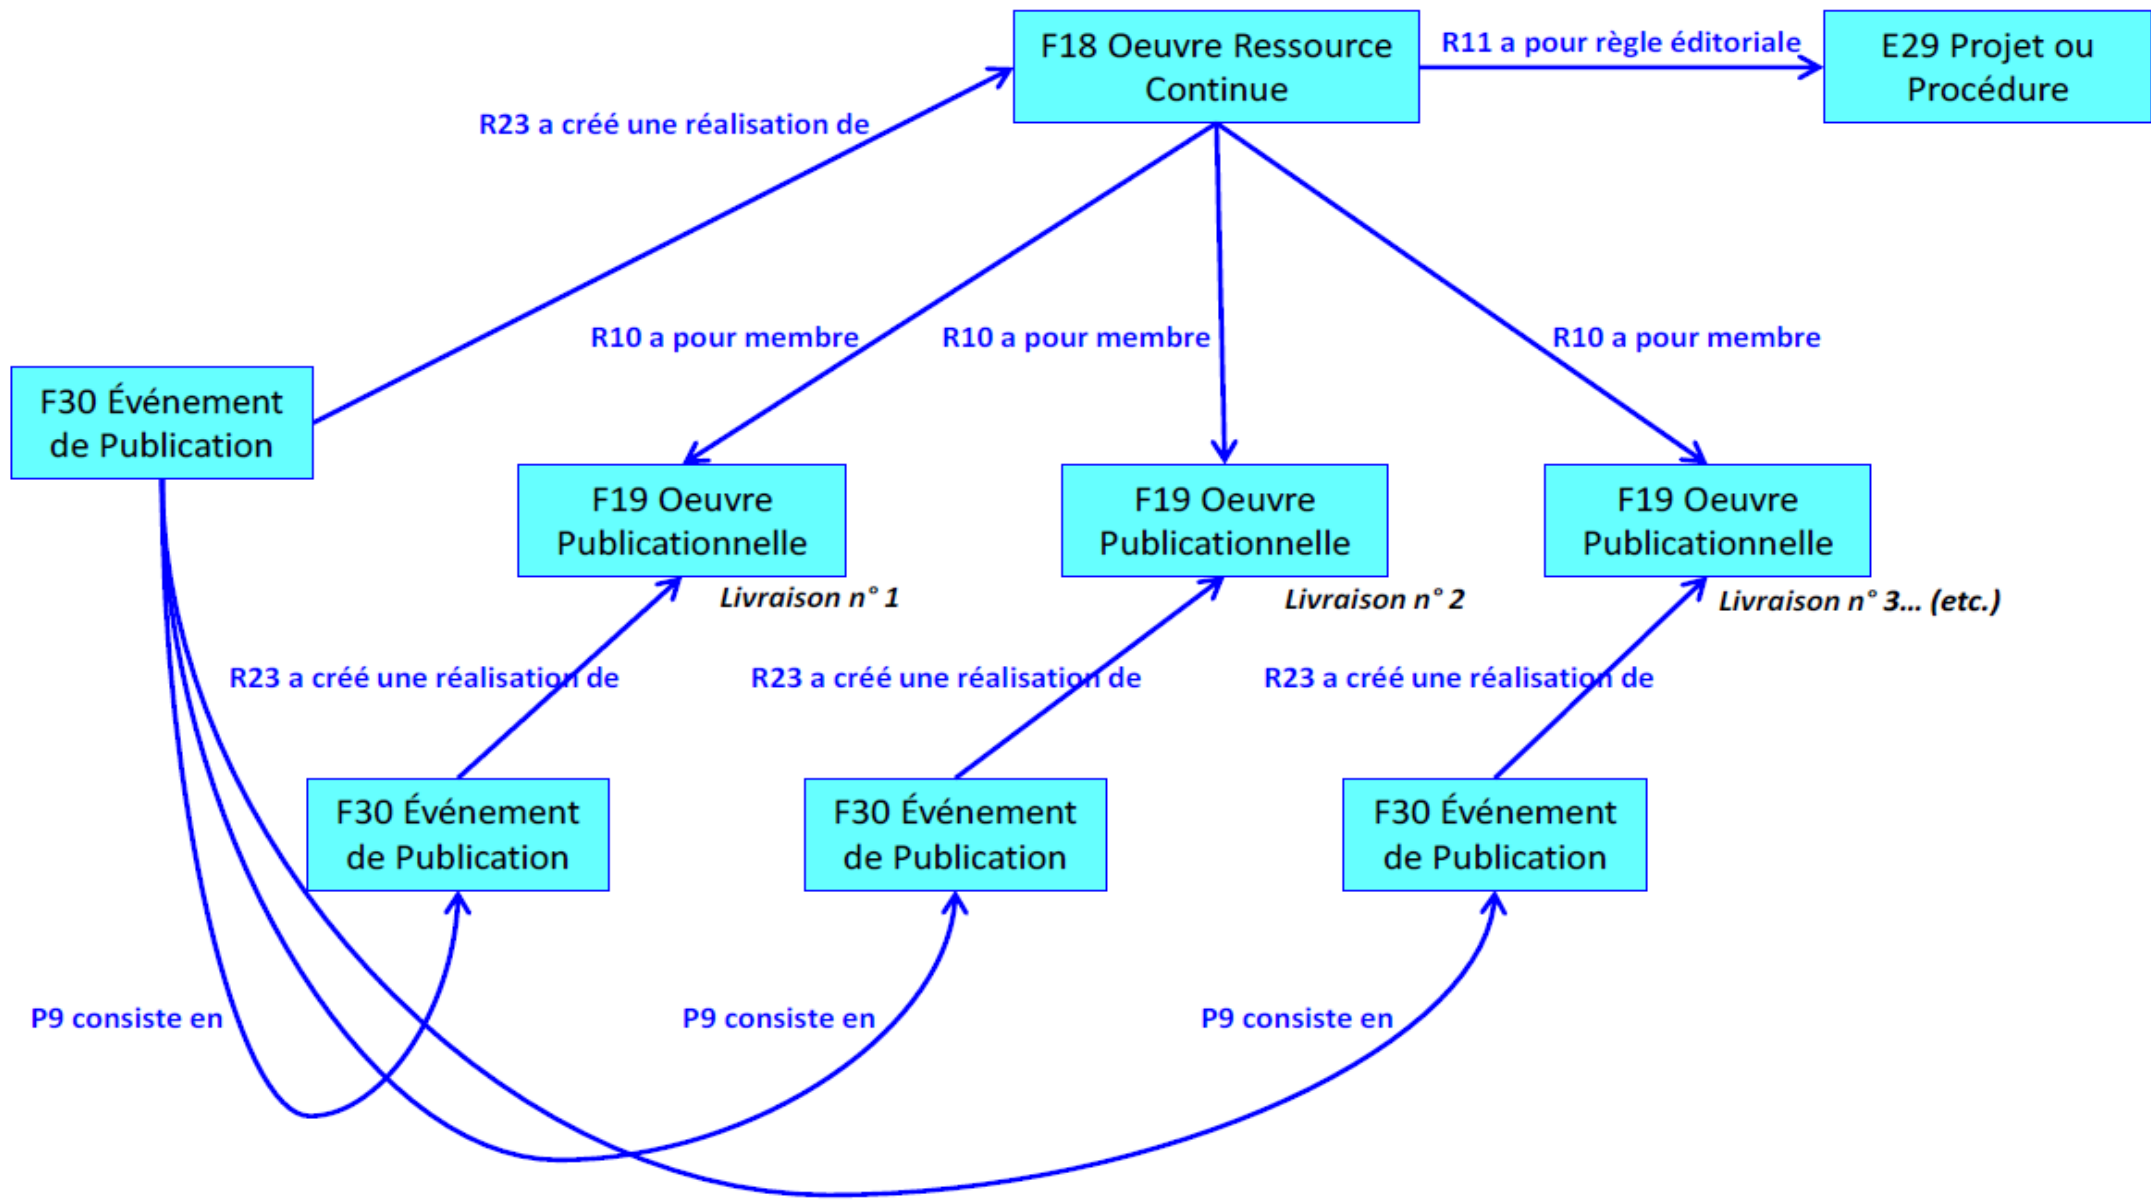 F18 Oeuvre Ressource
Continue
R11 a pour règle éditoriale
E29 Projet ou
Procédure
R23 a créé une réalisation de
R10 a pour membre
R10 a pour membre
R10 a pour membre
F30 Événement
de Publication
F19 Oeuvre
Publicationnelle
F19 Oeuvre
Publicationnelle
F19 Oeuvre
Publicationnelle
Livraison n° 1
Livraison n° 2
Livraison n° 3... (etc.)
R23 a créé une réalisation de
R23 a créé une réalisation de
R23 a créé une réalisation de
F30 Événement
de Publication
F30 Événement
de Publication
F30 Événement
de Publication
P9 consiste en
P9 consiste en
P9 consiste en